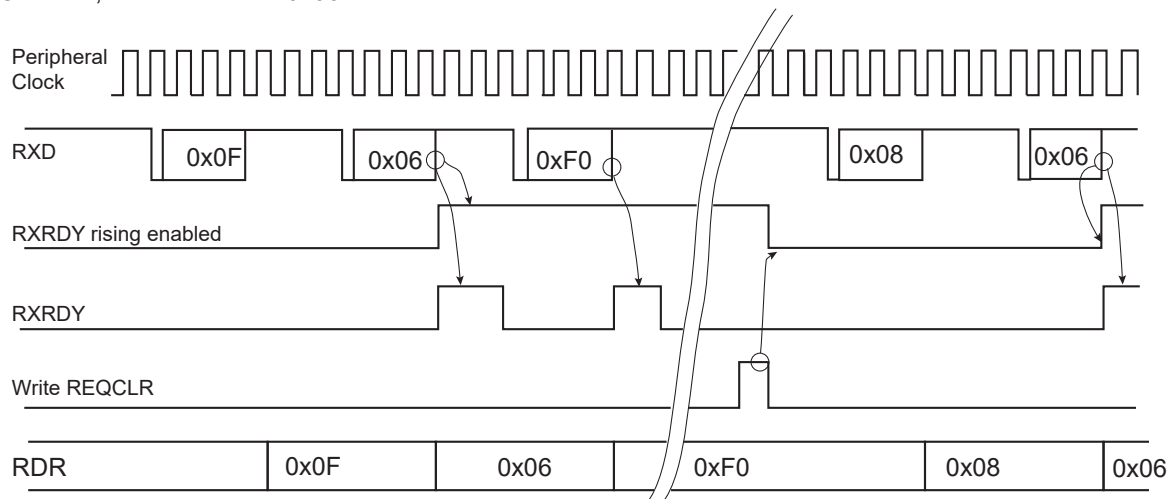 Peripheral
Clock
RXD
0x0F
0x06
0xF0
0x08
0x06
RXRDY rising enabled
RXRDY
Write REQCLR
RDR
0x0F
0x06
0xF0
0x08
0x06